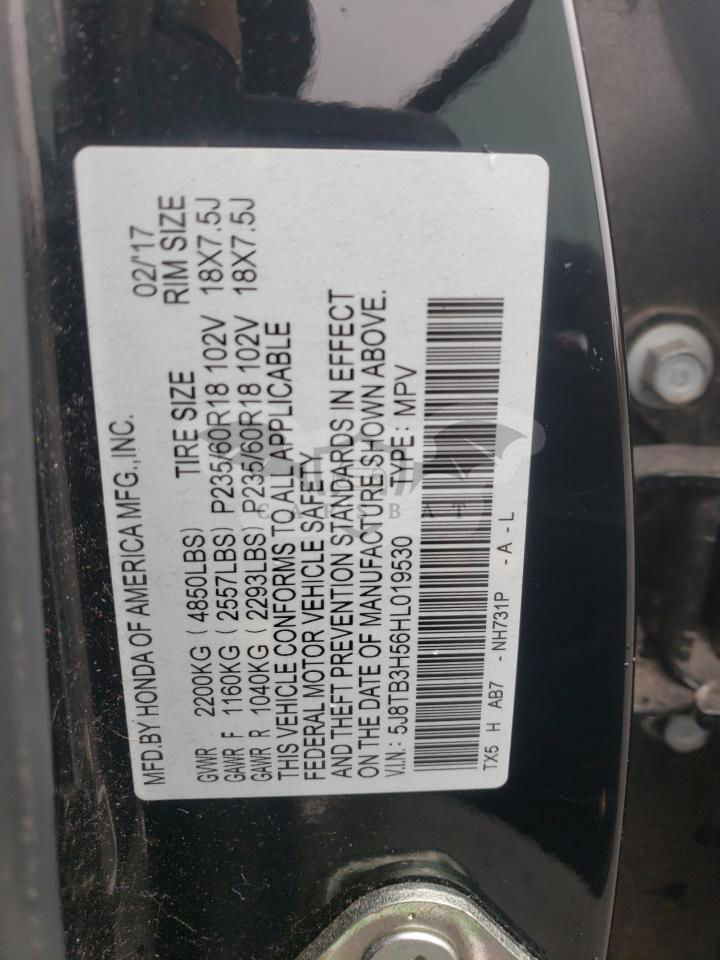 MFD.BY HONDA OF AMERICA MFG.,INC. 02/'17
TIRE SIZE RIM SIZE
GVWR 2200KG ( 4850LBS)
GAWR F 1160KG ( 2557LBS) P235/60R18 102V 18X7.5J
GAWR R 1040KG ( 2293LBS) P235/60R18 102V 18X7.5J
THIS VEHICLE CONFORMS TO ALL APPLICABLE
FEDERAL MOTOR VEHICLE SAFETY
AND THEFT PREVENTION STANDARDS IN EFFECT
ON THE DATE OF MANUFACTURE SHOWN ABOVE.
V.I.N.: 5J8TB3H56HL019530 TYPE: MPV
TX5 H AB7 - NH731P - A - L
CARSBAT